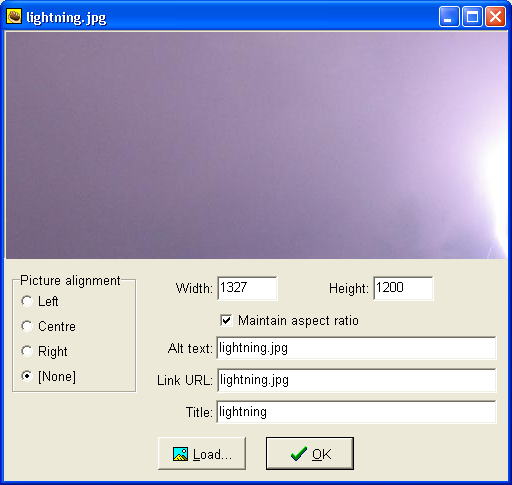 lightning.jpg
Picture alignment
Left
Centre
Right
[None]
Width: 1327 Height: 1200
Maintain aspect ratio
Alt text: lightning.jpg
Link URL: lightning.jpg
Title: lightning
Load... OK